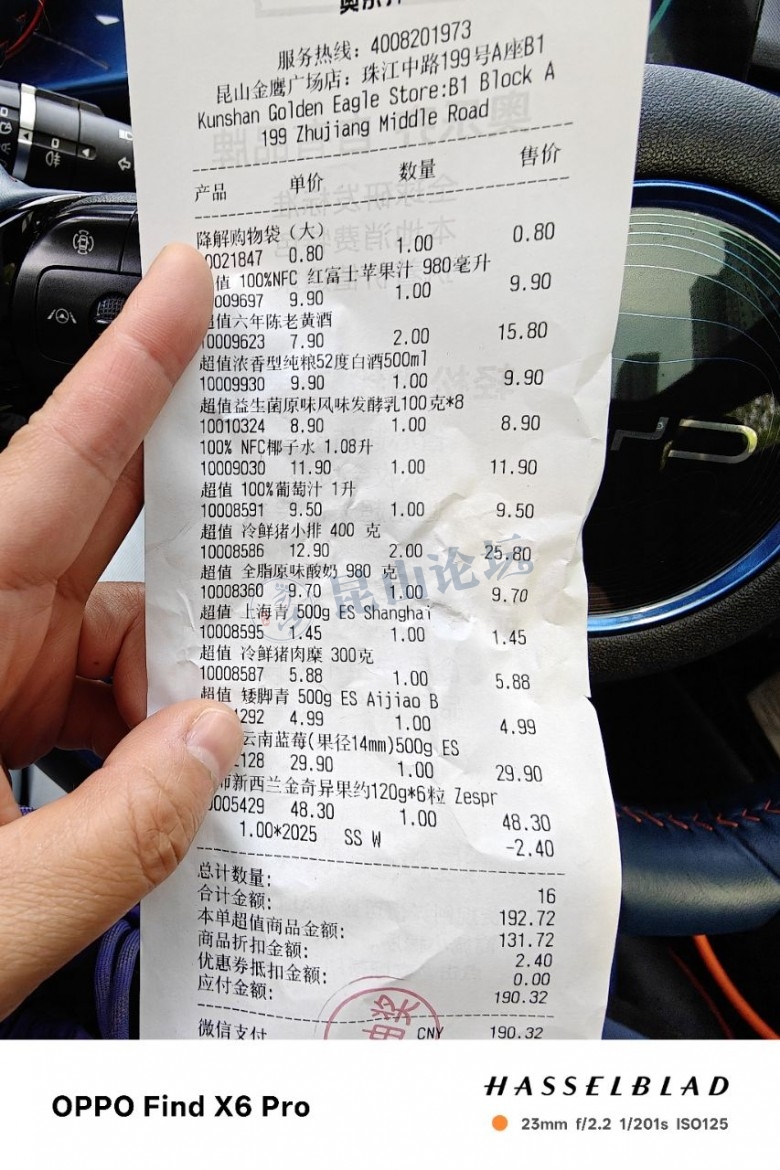 服务热线：4008201973
昆山金鹰广场店：珠江中路199号A座B1
Kunshan Golden Eagle Store:B1 Block A
199 Zhujiang Middle Road
产品 单价 数量 售价
降解购物袋（大）
0021847 0.80 1.00 0.80
值 100%NFC 红富士苹果汁 980毫升
009697 9.90 1.00 9.90
超值六年陈老黄酒
10009623 7.90 2.00 15.80
超值浓香型纯粮52度白酒500ml
10009930 9.90 1.00 9.90
超值益生菌原味风味发酵乳100克*8
10010324 8.90 1.00 8.90
100% NFC椰子水 1.08升
10009030 11.90 1.00 11.90
超值 100%葡萄汁 1升
10008591 9.50 1.00 9.50
超值 冷鲜猪小排 400 克
10008586 12.90 2.00 25.80
超值 全脂原味酸奶 980 克
10008360 9.70 1.00 9.70
超值 上海青 500g ES Shanghai
10008595 1.45 1.00 1.45
超值 冷鲜猪肉糜 300克
10008587 5.88 1.00 5.88
超值 矮脚青 500g ES Aijiao B
292 4.99 1.00 4.99
云南蓝莓(果径14mm)500g ES
128 29.90 1.00 29.90
新西兰金奇异果约120g*6粒 Zespr
005429 48.30 1.00 48.30
1.00*2025 SS W -2.40
总计数量: 16
合计金额: 192.72
本单超值商品金额: 131.72
商品折扣金额: 2.40
优惠券抵扣金额: 0.00
应付金额: 190.32
微信支付 CNY 190.32
昆山论坛
OPPO Find X6 Pro
HASSELBLAD
23mm f/2.2 1/201s ISO125